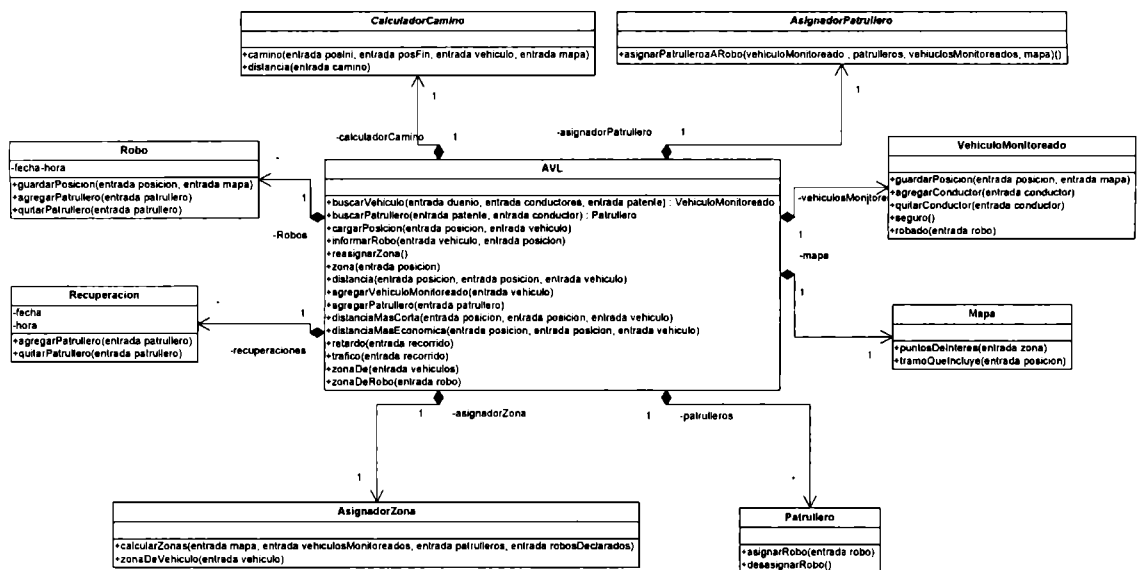 CalculadorCamino
+camino(entrada posIni, entrada posFin, entrada vehiculo, entrada mapa)
+distancia(entrada camino)
AsignadorPatrullero
+asignarPatrulleroaARobo(vehiculoMonitoreado , patrulleros, vehiuclosMonitoreados, mapa)()
1
1
-calculadorCamino
1
-asignadorPatrullero
1
Robo
-fecha-hora
+guardarPosicion(entrada posicion, entrada mapa)
+agregarPatrullero(entrada patrullero)
+quitarPatrullero(entrada patrullero)
*
1
-Robos
AVL
+buscarVehiculo(entrada duanio, entrada conductores, entrada patente) : VehiculoMonitoreado
+buscarPatrullero(entrada patente, entrada conductor) : Patrullero
+cargarPosicion(entrada posicion, entrada vehiculo)
+informarRobo(entrada vehiculo, entrada posicion)
+reasignarZona()
+zona(entrada posicion)
+distancia(entrada posicion, entrada posicion, entrada vehiculo)
+agregarVehiculoMonitoreado(entrada vehiculo)
+agregarPatrullero(entrada patrullero)
+distanciaMasCorta(entrada posicion, entrada posicion, entrada vehiculo)
+distanciaMasEconomica(entrada posicion, entrada posicion, entrada vehiculo)
+retardo(entrada recorrido)
+trafico(entrada recorrido)
+zonaDe(entrada vehiculos)
+zonaDeRobo(entrada robo)
VehiculoMonitoreado
+guardarPosicion(entrada posicion, entrada mapa)
+agregarConductor(entrada conductor)
+quitarConductor(entrada conductor)
+seguro()
+robado(entrada robo)
*
-vehiculosMonitore
1
-mapa
1
1
Mapa
+puntosDeInteres(entrada zona)
+tramoQueIncluye(entrada posicion)
Recuperacion
-fecha
-hora
+agregarPatrullero(entrada patrullero)
+quitarPatrullero(entrada patrullero)
*
1
-recuperaciones
1
-asignadorZona
1
-patrulleros
1
*
AsignadorZona
+calcularZonas(entrada mapa, entrada vehiculosMonitoreados, entrada patrulleros, entrada robosDeclarados)
+zonaDeVehiculo(entrada vehiculo)
Patrullero
+asignarRobo(entrada robo)
+desasignarRobo()